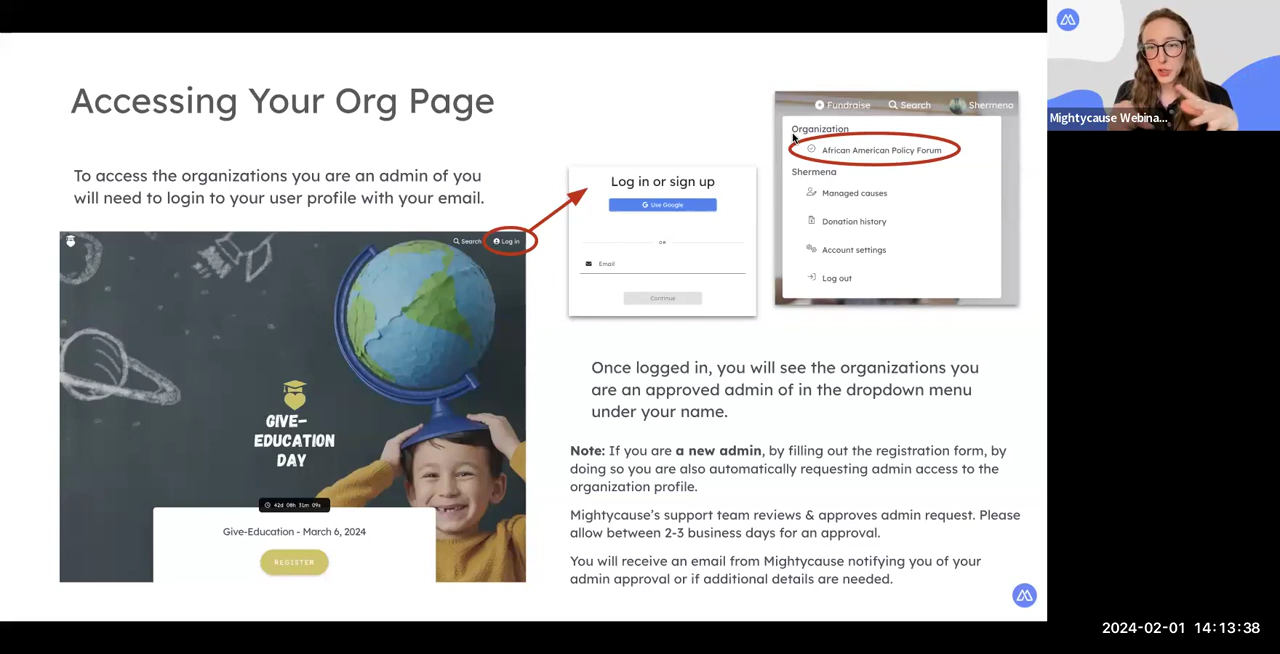 Accessing Your Org Page
To access the organizations you are an admin of you
will need to login to your user profile with your email.
Search
Log in
GIVE-
EDUCATION
DAY
42d 08h 31m 09s
Give-Education - March 6, 2024
REGISTER
Log in or sign up
Use Google
OR
Email
Continue
Fundraise Search Shermena
Organization
African American Policy Forum
Shermena
Managed causes
Donation history
Account settings
Log out
Once logged in, you will see the organizations you
are an approved admin of in the dropdown menu
under your name.
Note: If you are a new admin, by filling out the registration form, by
doing so you are also automatically requesting admin access to the
organization profile.
Mightycause's support team reviews & approves admin request. Please
allow between 2-3 business days for an approval.
You will receive an email from Mightycause notifying you of your
admin approval or if additional details are needed.
Mightycause Webina...
2024-02-01 14:13:38